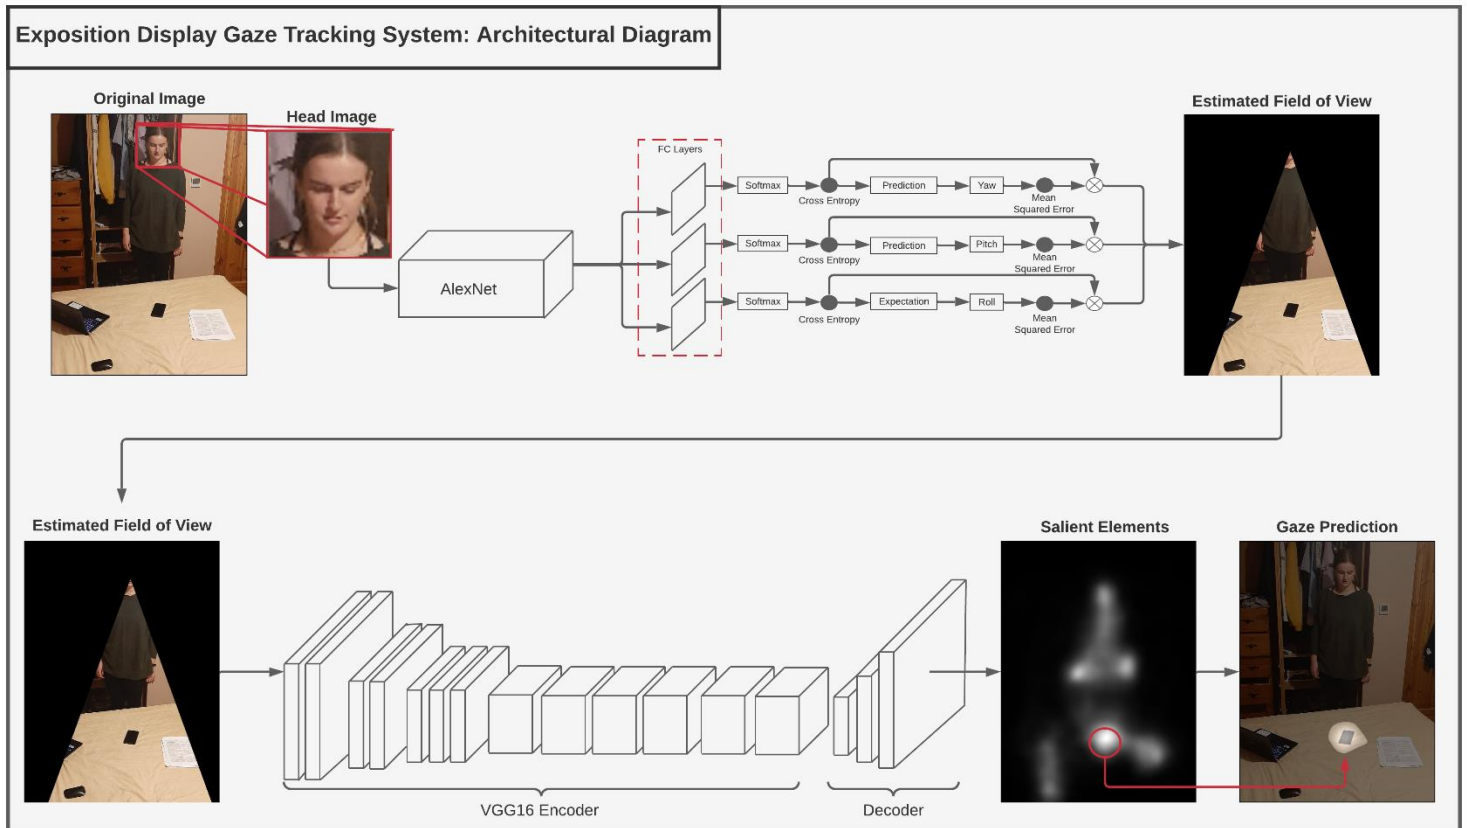 Exposition Display Gaze Tracking System: Architectural Diagram
Original Image
Head Image
AlexNet
FC Layers
Softmax
Cross Entropy
Prediction
Yaw
Mean
Squared Error
Softmax
Cross Entropy
Prediction
Pitch
Mean
Squared Error
Softmax
Cross Entropy
Expectation
Roll
Mean
Squared Error
Estimated Field of View
Estimated Field of View
VGG16 Encoder
Decoder
Salient Elements
Gaze Prediction